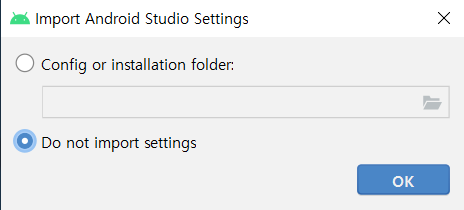 Import Android Studio Settings
Config or installation folder:
Do not import settings
OK